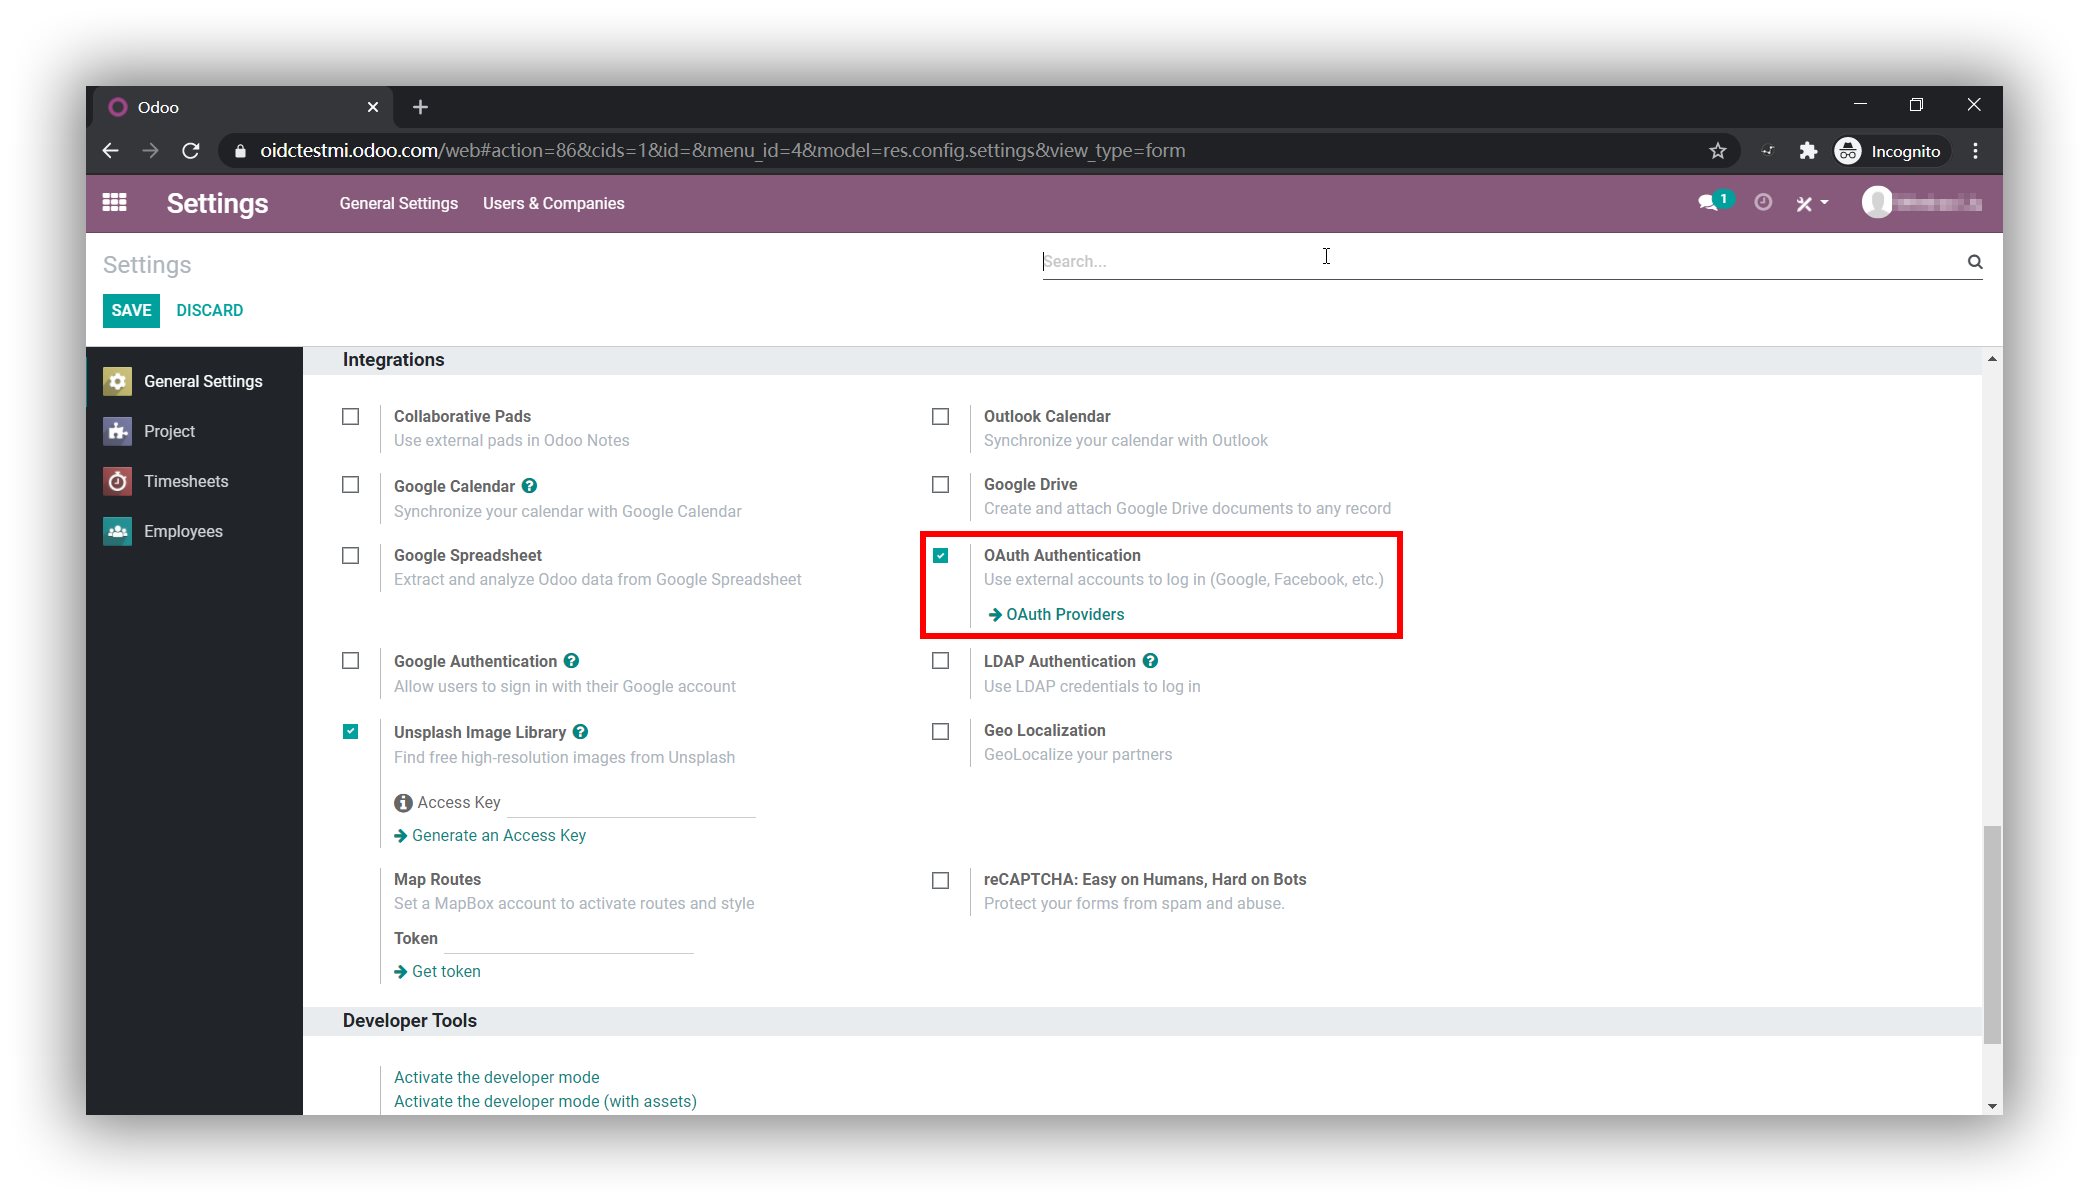 Odoo
oidctestmi.odoo.com/web#action=86&cids=1&id=&menu_id=4&model=res.config.settings&view_type=form
Incognito
Settings
General Settings
Users & Companies
1
Settings
Search...
SAVE
DISCARD
General Settings
Project
Timesheets
Employees
Integrations
Collaborative Pads
Use external pads in Odoo Notes
Outlook Calendar
Synchronize your calendar with Outlook
Google Calendar
Synchronize your calendar with Google Calendar
Google Drive
Create and attach Google Drive documents to any record
Google Spreadsheet
Extract and analyze Odoo data from Google Spreadsheet
OAuth Authentication
Use external accounts to log in (Google, Facebook, etc.)
OAuth Providers
Google Authentication
Allow users to sign in with their Google account
LDAP Authentication
Use LDAP credentials to log in
Unsplash Image Library
Find free high-resolution images from Unsplash
Access Key
Generate an Access Key
Geo Localization
GeoLocalize your partners
Map Routes
Set a MapBox account to activate routes and style
Token
Get token
reCAPTCHA: Easy on Humans, Hard on Bots
Protect your forms from spam and abuse.
Developer Tools
Activate the developer mode
Activate the developer mode (with assets)